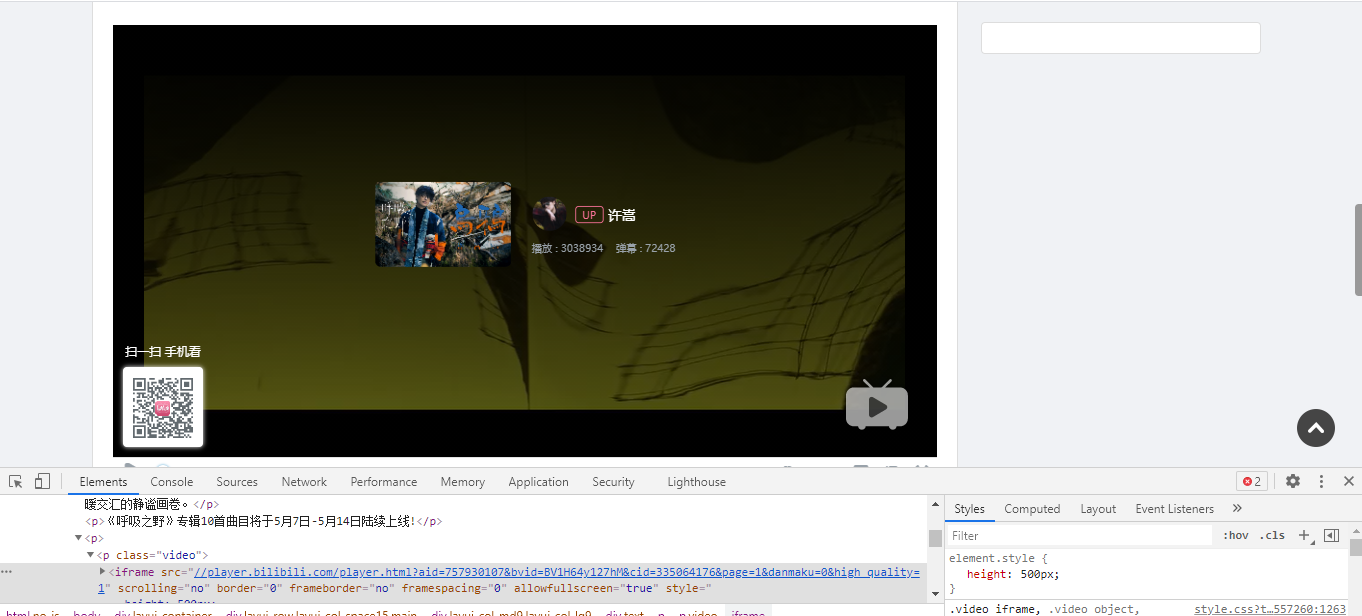 UP 许嵩
播放 : 3038934 弹幕 : 72428
扫一扫 手机看
Elements Console Sources Network Performance Memory Application Security Lighthouse 2
暖交汇的静谧画卷。</p>
<p>《呼吸之野》专辑10首曲目将于5月7日-5月14日陆续上线!</p>
▼<p>
▼<p class="video">
<iframe src="//player.bilibili.com/player.html?aid=757930107&bvid=BV1H64y127hM&cid=335064176&page=1&danmaku=0&high_quality=
1" scrolling="no" border="0" frameborder="no" framespacing="0" allowfullscreen="true" style="
height: 500px;
html.no-js body div.layui-container div.layui-row.layui-col-space15.main div.layui-col-md9.layui-col-lg9 div.text p p.video iframe
Styles Computed Layout Event Listeners »
Filter :hov .cls +
element.style {
height: 500px;
}
.video iframe, .video object, style.css?t…557260:1263